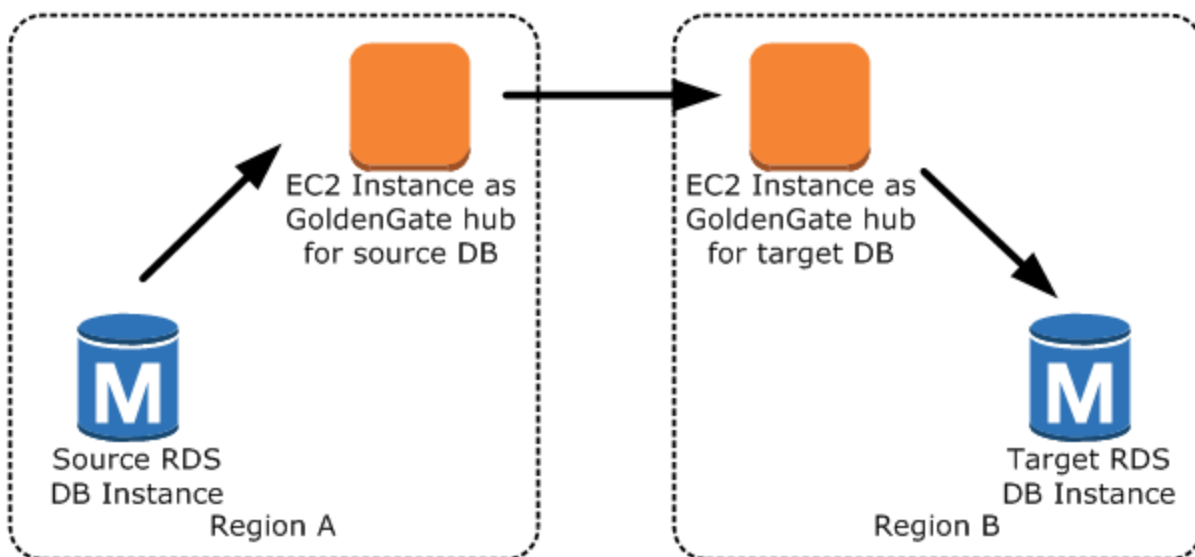 EC2 Instance as
GoldenGate hub
for source DB
M
Source RDS
DB Instance
Region A
EC2 Instance as
GoldenGate hub
for target DB
M
Target RDS
DB Instance
Region B